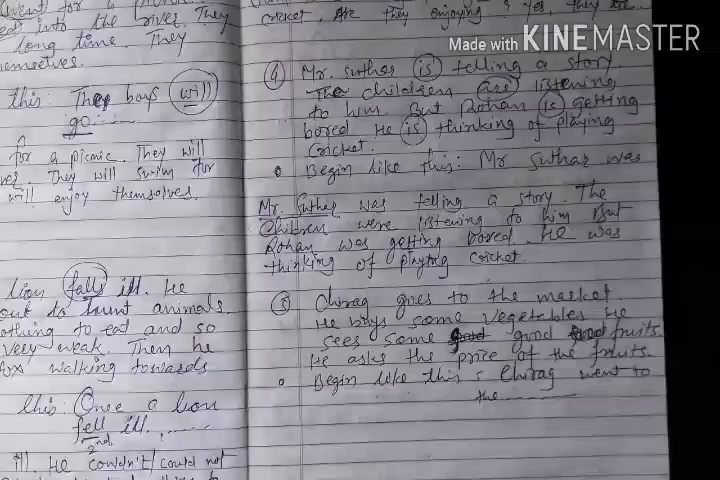 went for a
into the river. They
long time. They
themselves.
this: They boys will
go......
for a picnic. They will
They will swim for
will enjoy themselves.
lion falls ill. He
out do hunt animals.
nothing to eat and so
very weak. Then he
fox walking towards
this: Once a lion
fell ill. ......
2nd
ill. He couldn't/could not
cricket. Are they enjoying? yes, they are.
Made with KINEMASTER
④ Mr. Suthar is telling a story.
The children are listening
to him. But Rohan is getting
bored He is thinking of playing
Cricket.
Begin like this: Mr Suthar was
Mr. Suthar was telling a story. The
Children were listening to him But
Rohan was getting bored. He was
thinking of playing cricket.
⑤ Chirag goes to the market
He buys some vegetables He
sees some good fruits.
He asks the price of the fruits.
Begin like this: Chirag went to
the ............